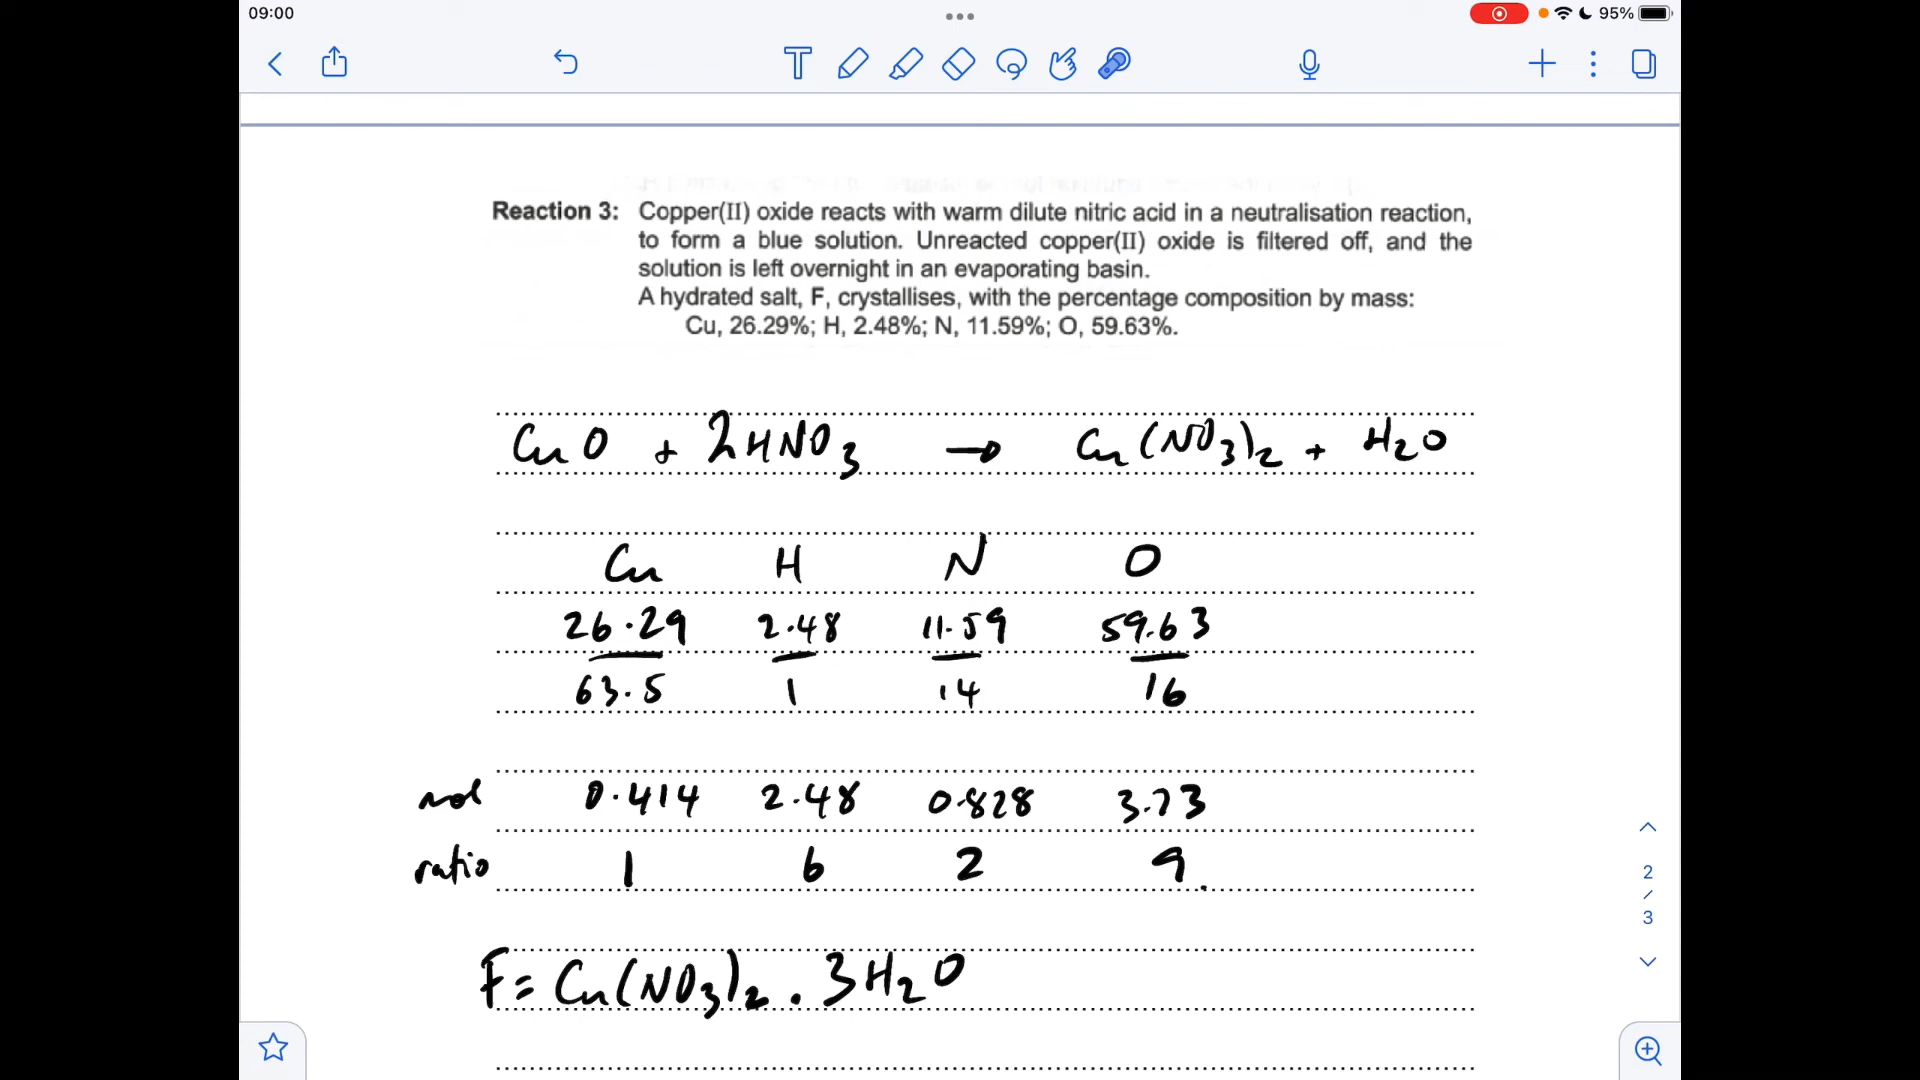 09:00
95%
Reaction 3: Copper(II) oxide reacts with warm dilute nitric acid in a neutralisation reaction,
to form a blue solution. Unreacted copper(II) oxide is filtered off, and the
solution is left overnight in an evaporating basin.
A hydrated salt, F, crystallises, with the percentage composition by mass:
Cu, 26.29%; H, 2.48%; N, 11.59%; O, 59.63%.
CuO + 2HNO3 → Cu(NO3)2 + H2O
Cu H N O
26.29 2.48 11.59 59.63
63.5 1 14 16
mol 0.414 2.48 0.828 3.73
ratio 1 6 2 9.
2
/
3
F = Cu(NO3)2 . 3H2O